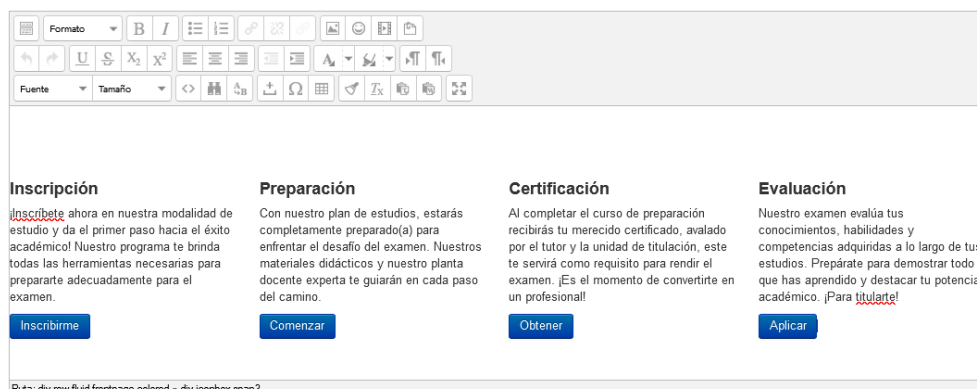 Formato
Fuente Tamaño
Inscripción
¡Inscríbete ahora en nuestra modalidad de
estudio y da el primer paso hacia el éxito
académico! Nuestro programa te brinda
todas las herramientas necesarias para
prepararte adecuadamente para el
examen.
Inscribirme
Preparación
Con nuestro plan de estudios, estarás
completamente preparado(a) para
enfrentar el desafío del examen. Nuestros
materiales didácticos y nuestro planta
docente experta te guiarán en cada paso
del camino.
Comenzar
Certificación
Al completar el curso de preparación
recibirás tu merecido certificado, avalado
por el tutor y la unidad de titulación, este
te servirá como requisito para rendir el
examen. ¡Es el momento de convertirte en
un profesional!
Obtener
Evaluación
Nuestro examen evalúa tus
conocimientos, habilidades y
competencias adquiridas a lo largo de tus
estudios. Prepárate para demostrar todo
que has aprendido y destacar tu potencia
académico. ¡Para titularte!
Aplicar